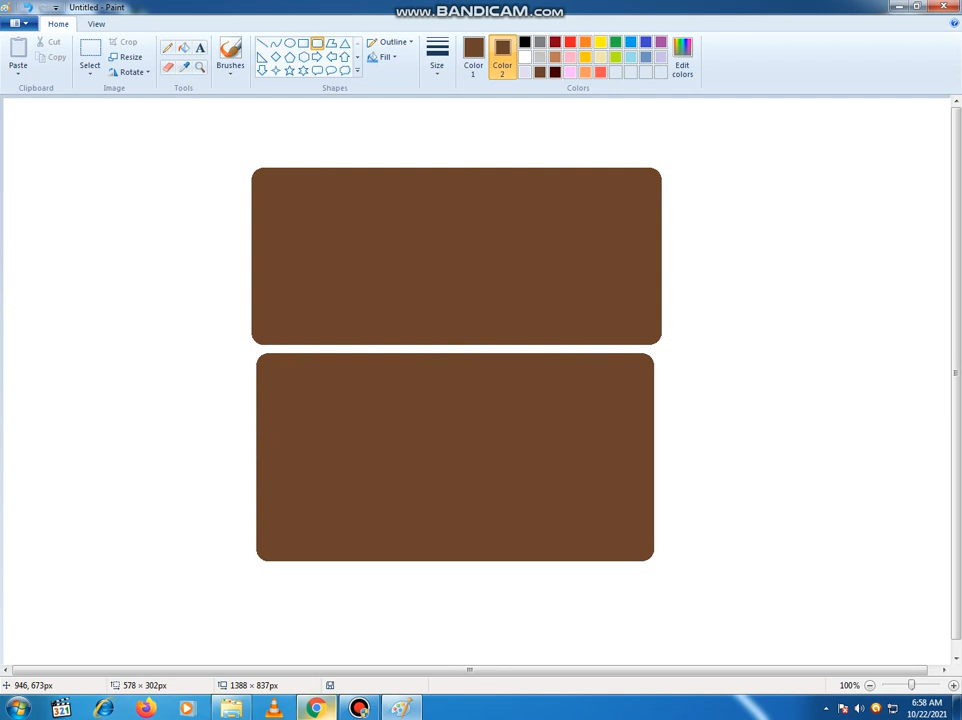 Untitled - Paint
www.BANDICAM.com
Home
View
Paste
Cut
Copy
Clipboard
Select
Crop
Resize
Rotate
Image
A
Tools
Brushes
Shapes
Outline
Fill
Size
Color
1
Color
2
Edit
colors
Colors
946, 673px
578 × 302px
1388 × 837px
100%
321
6:58 AM
10/22/2021